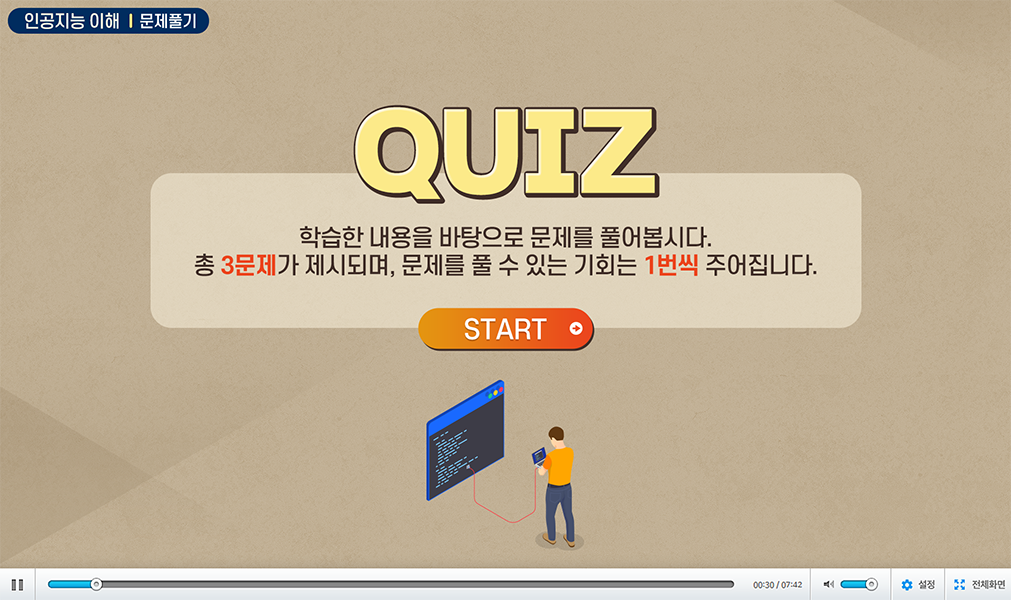 인공지능 이해 | 문제풀기
QUIZ
학습한 내용을 바탕으로 문제를 풀어봅시다.
총 3문제가 제시되며, 문제를 풀 수 있는 기회는 1번씩 주어집니다.
START
00:30 / 07:42
설정
전체화면